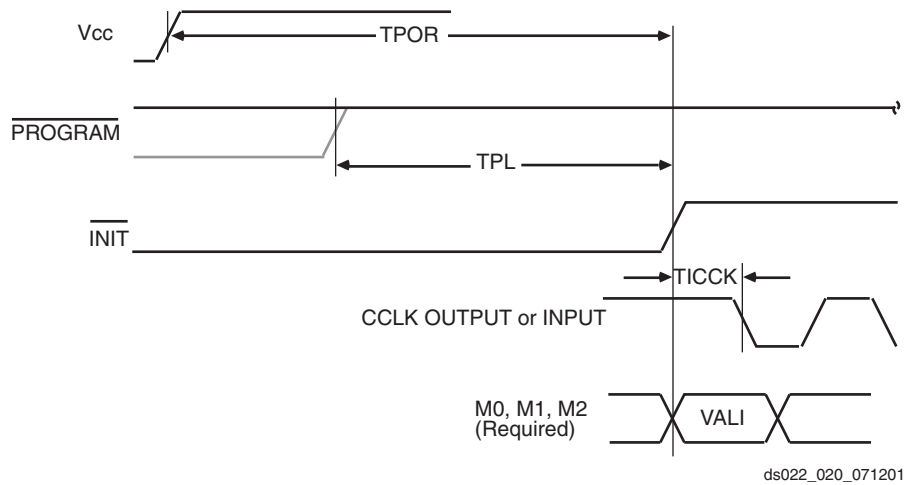 Vcc
TPOR
PROGRAM
TPL
INIT
TICCK
CCLK OUTPUT or INPUT
M0, M1, M2
(Required)
VALI
ds022_020_071201